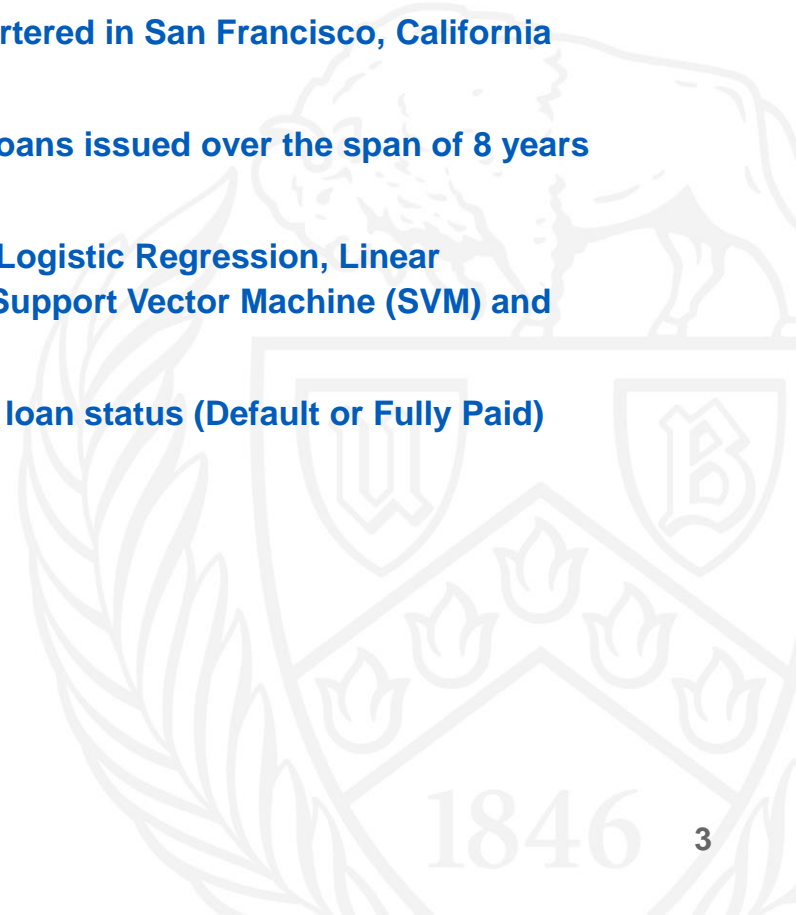 rtered in San Francisco, California
oans issued over the span of 8 years
Logistic Regression, Linear
Support Vector Machine (SVM) and
loan status (Default or Fully Paid)
U B
1846
3